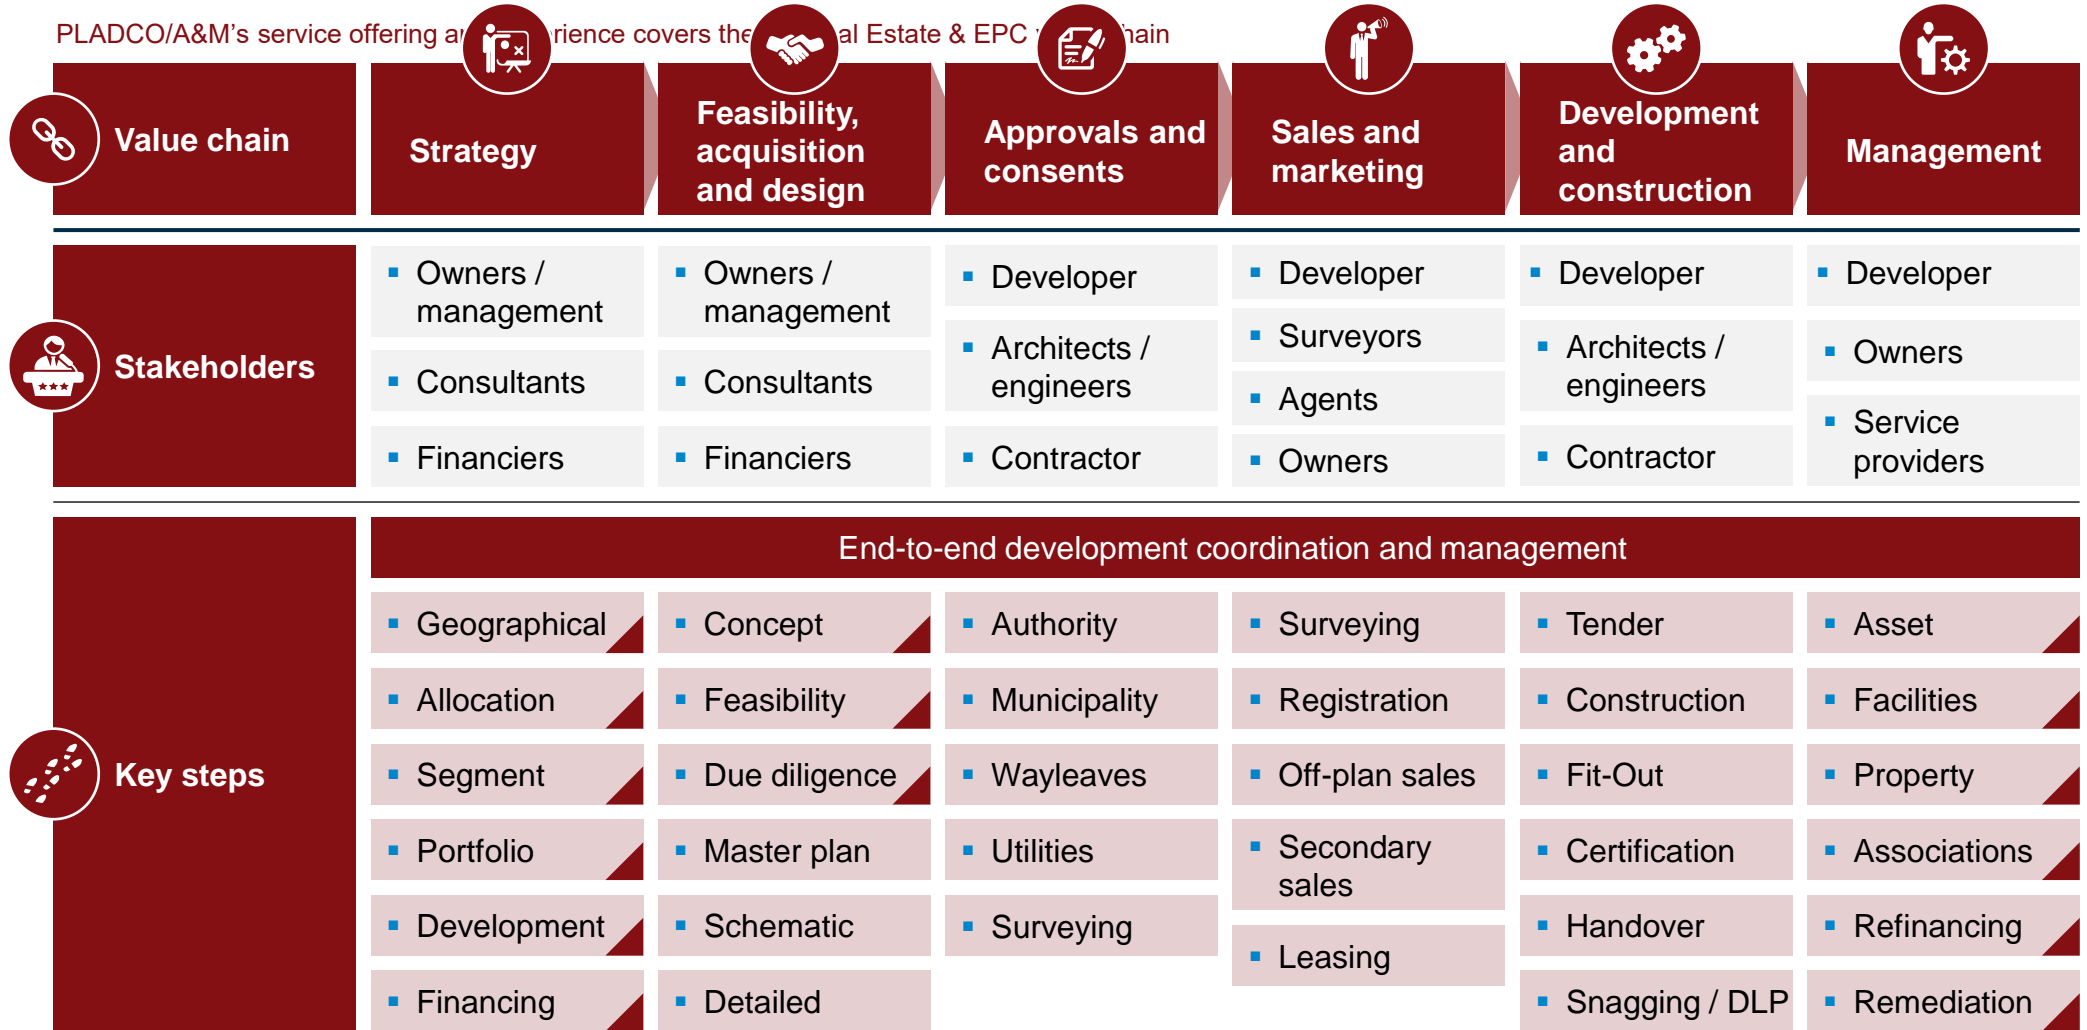 PLADCO/A&M's service offering a rience covers the al Estate & EPC hain
Value chain
Strategy
Feasibility,
acquisition
and design
Approvals and
consents
Sales and
marketing
Development
and
construction
Management
Stakeholders
Owners /
management
Consultants
Financiers
Owners /
management
Consultants
Financiers
Developer
Architects /
engineers
Contractor
Developer
Surveyors
Agents
Owners
Developer
Architects /
engineers
Contractor
Developer
Owners
Service
providers
Key steps
End-to-end development coordination and management
Geographical
Allocation
Segment
Portfolio
Development
Financing
Concept
Feasibility
Due diligence
Master plan
Schematic
Detailed
Authority
Municipality
Wayleaves
Utilities
Surveying
Surveying
Registration
Off-plan sales
Secondary
sales
Leasing
Tender
Construction
Fit-Out
Certification
Handover
Snagging / DLP
Asset
Facilities
Property
Associations
Refinancing
Remediation